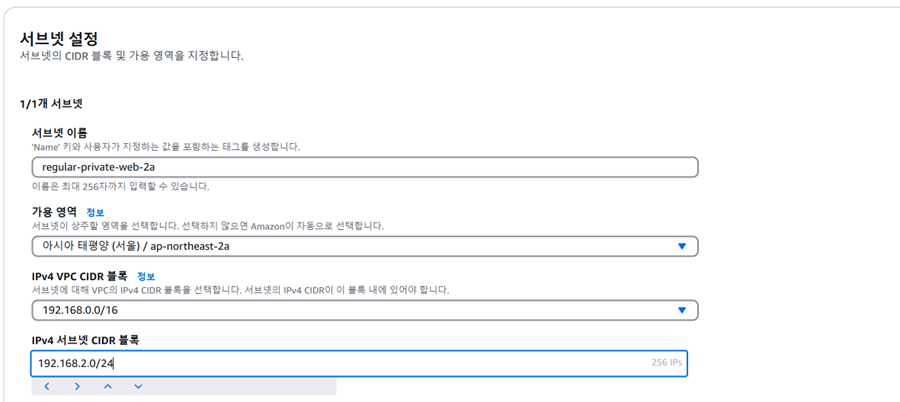 서브넷 설정
서브넷의 CIDR 블록 및 가용 영역을 지정합니다.
1/1개 서브넷
서브넷 이름
'Name' 키와 사용자가 지정하는 값을 포함하는 태그를 생성합니다.
regular-private-web-2a
이름은 최대 256자까지 입력할 수 있습니다.
가용 영역 정보
서브넷이 상주할 영역을 선택합니다. 선택하지 않으면 Amazon이 자동으로 선택합니다.
아시아 태평양 (서울) / ap-northeast-2a
IPv4 VPC CIDR 블록 정보
서브넷에 대해 VPC의 IPv4 CIDR 블록을 선택합니다. 서브넷의 IPv4 CIDR이 이 블록 내에 있어야 합니다.
192.168.0.0/16
IPv4 서브넷 CIDR 블록
192.168.2.0/24 256 IPs